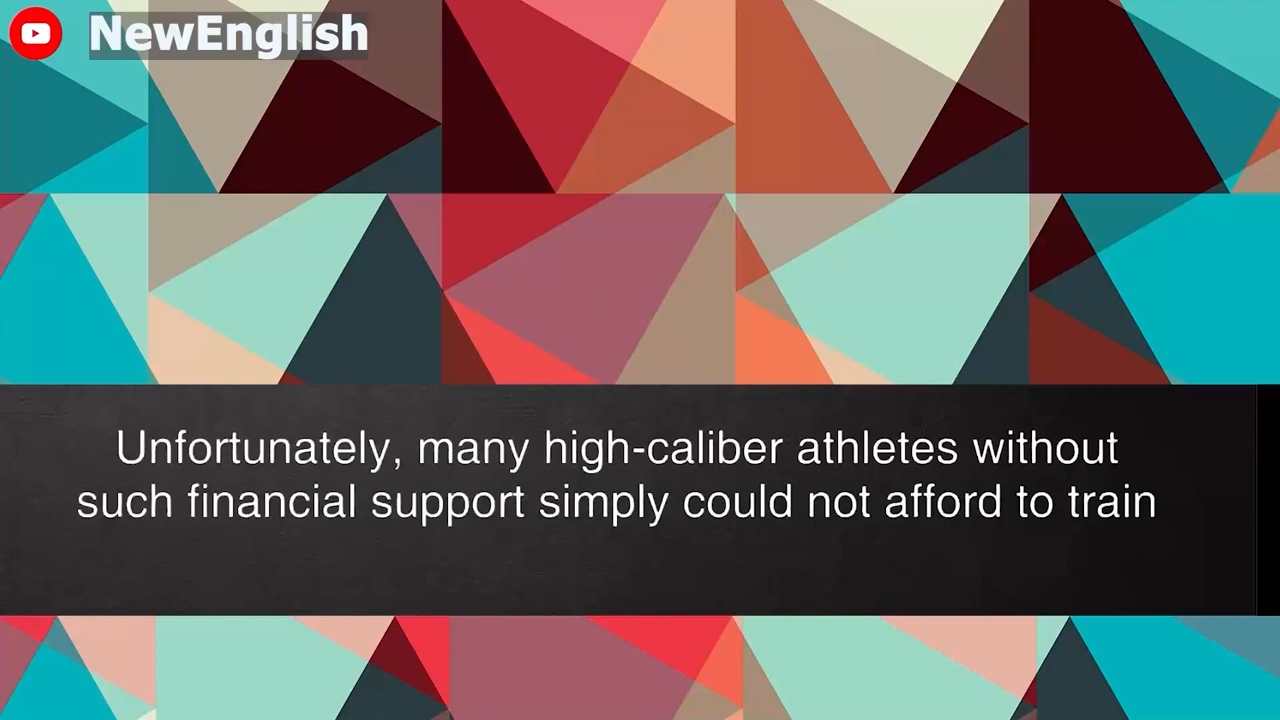 NewEnglish
Unfortunately, many high-caliber athletes without
such financial support simply could not afford to train